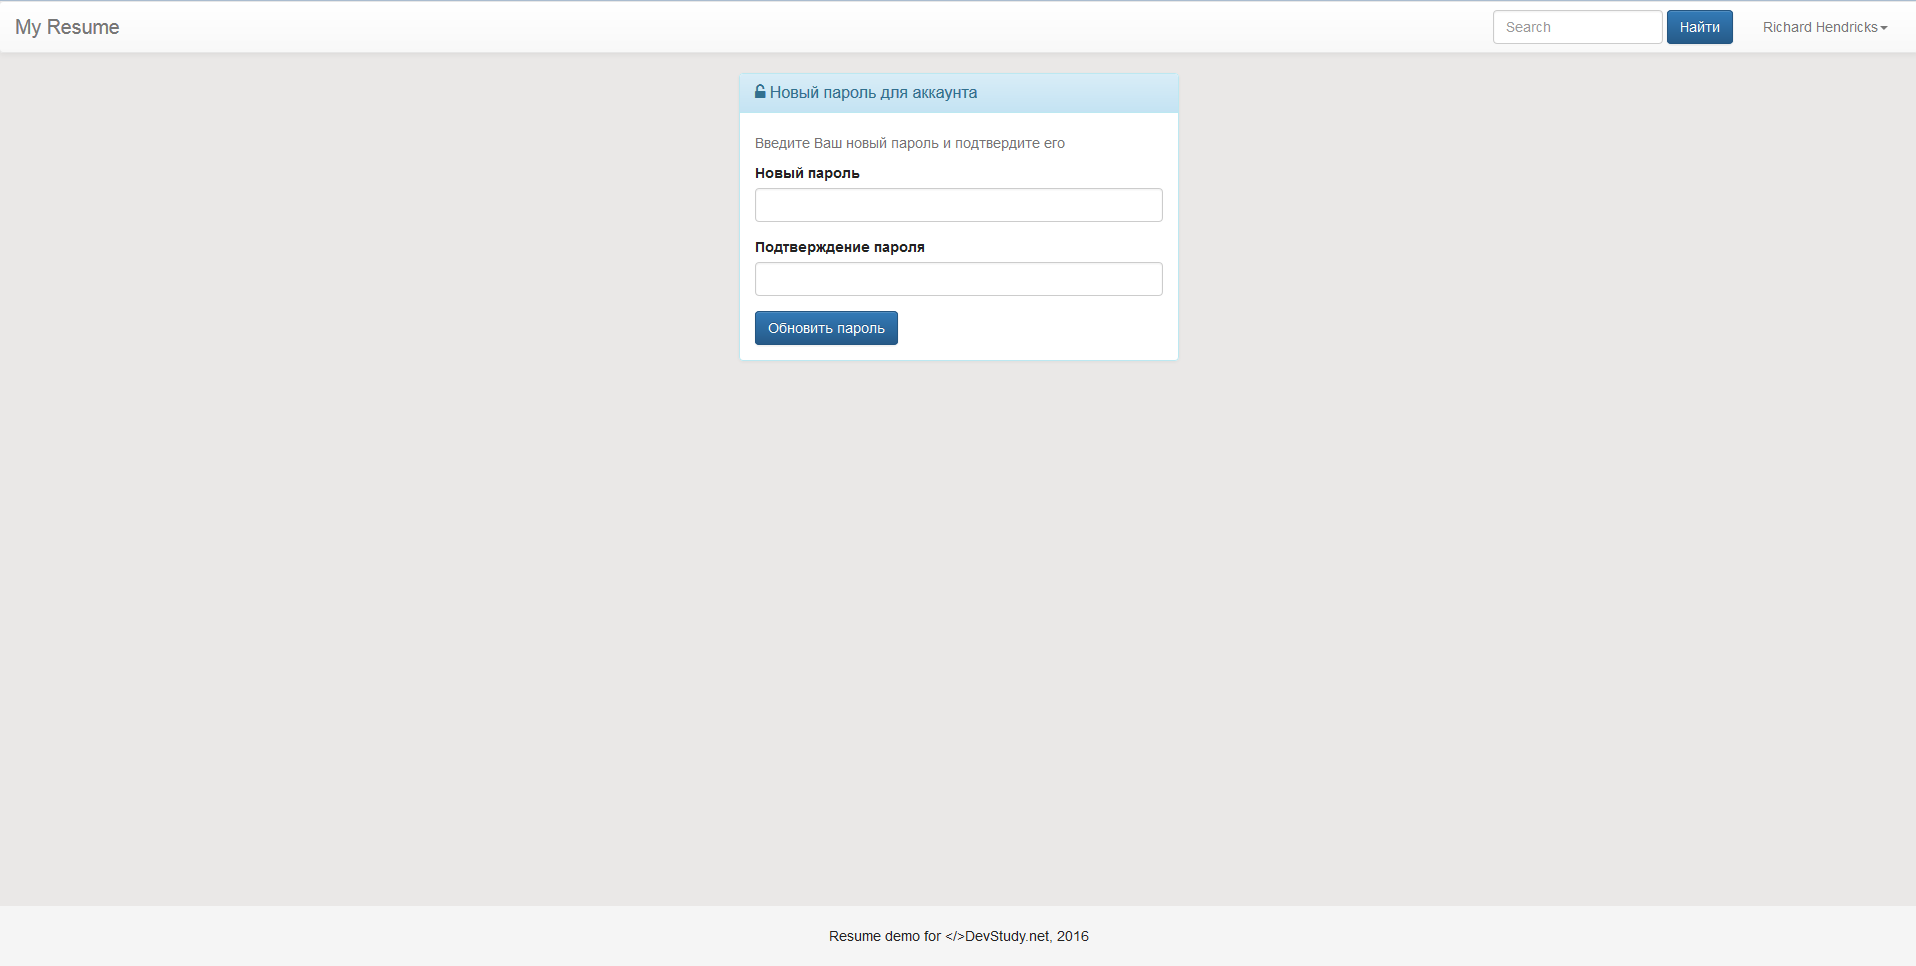 My Resume
Search
Найти
Richard Hendricks
Новый пароль для аккаунта
Введите Ваш новый пароль и подтвердите его
Новый пароль
Подтверждение пароля
Обновить пароль
Resume demo for </>DevStudy.net, 2016